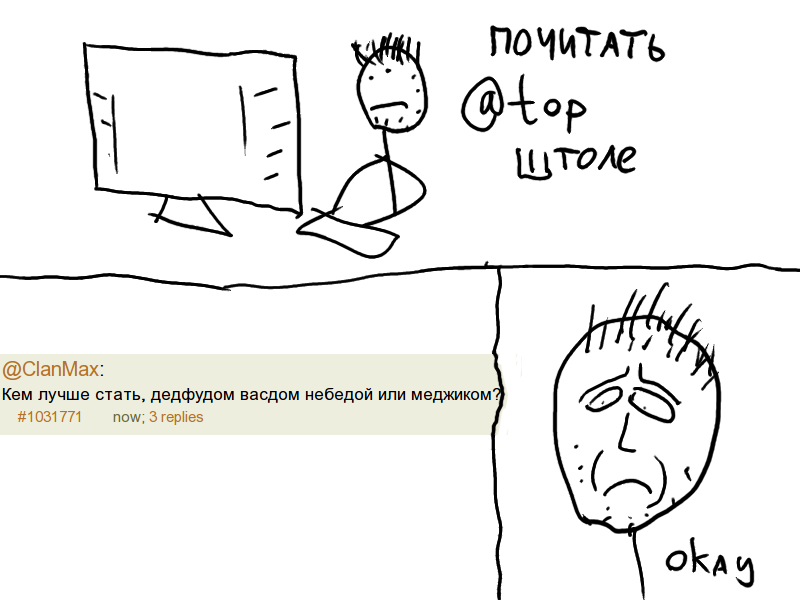 ПОЧИТАТЬ
@top
ШТОЛЕ
@ClanMax:
Кем лучше стать, дедфудом васдом небедой или меджиком?
#1031771 now; 3 replies
okay